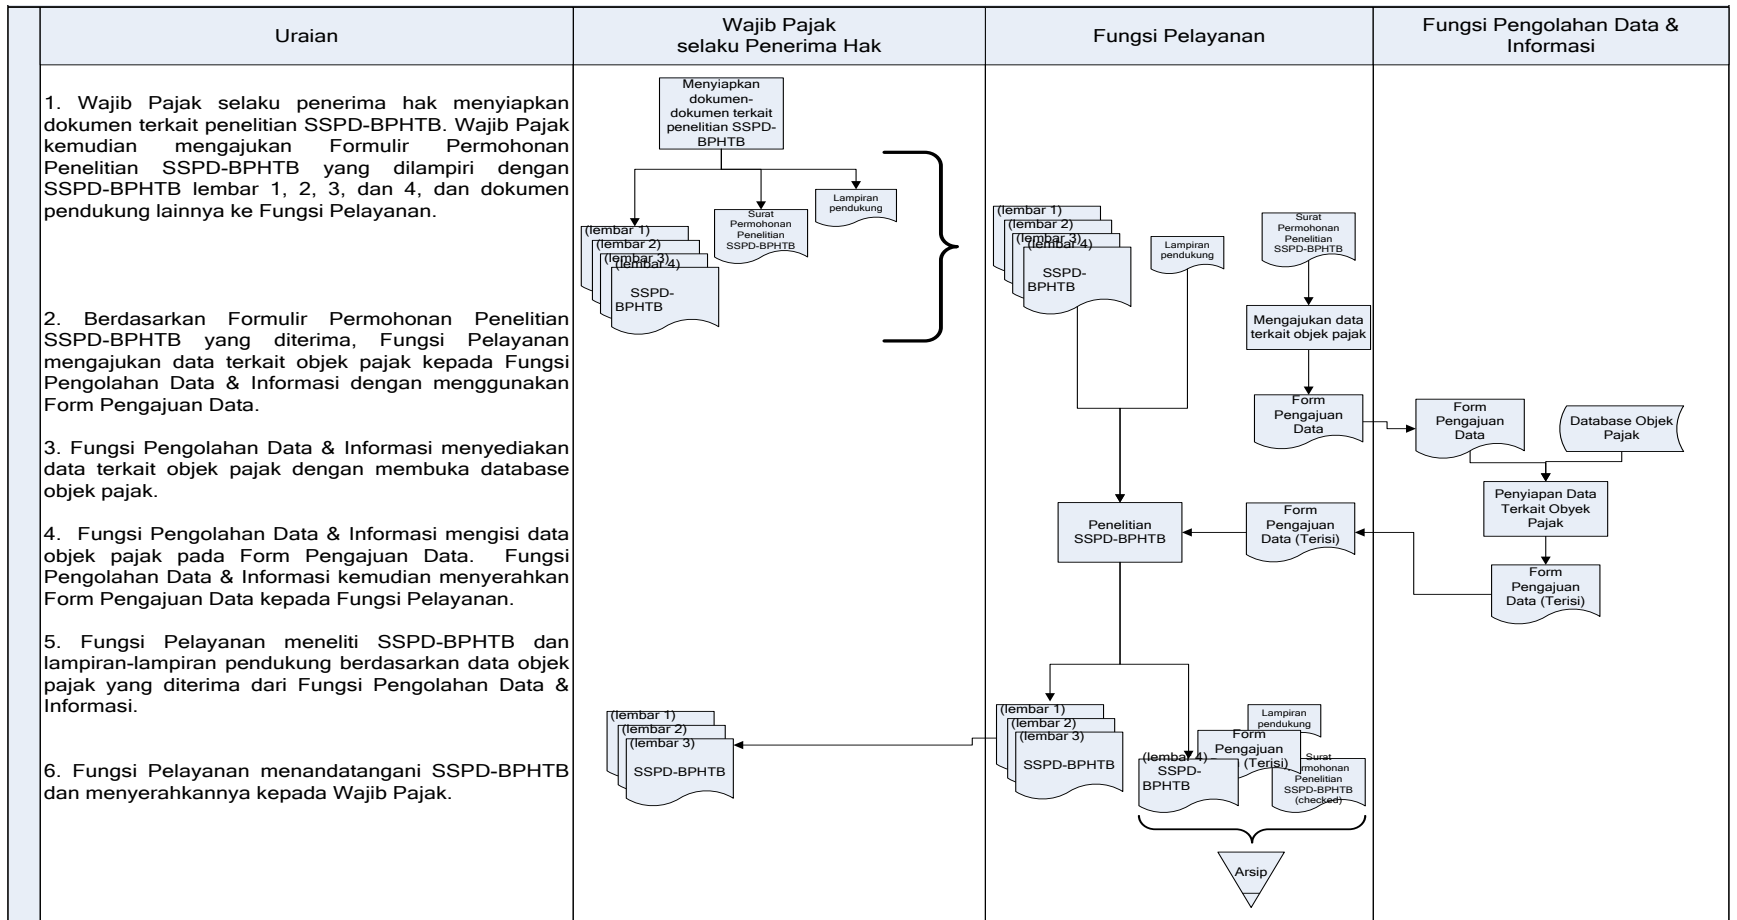 Uraian
Wajib Pajak
selaku Penerima Hak
Fungsi Pelayanan
Fungsi Pengolahan Data &
Informasi
1. Wajib Pajak selaku penerima hak menyiapkan
dokumen terkait penelitian SSPD-BPHTB. Wajib Pajak
kemudian mengajukan Formulir Permohonan
Penelitian SSPD-BPHTB yang dilampiri dengan
SSPD-BPHTB lembar 1, 2, 3, dan 4, dan dokumen
pendukung lainnya ke Fungsi Pelayanan.
2. Berdasarkan Formulir Permohonan Penelitian
SSPD-BPHTB yang diterima, Fungsi Pelayanan
mengajukan data terkait objek pajak kepada Fungsi
Pengolahan Data & Informasi dengan menggunakan
Form Pengajuan Data.
3. Fungsi Pengolahan Data & Informasi menyediakan
data terkait objek pajak dengan membuka database
objek pajak.
4. Fungsi Pengolahan Data & Informasi mengisi data
objek pajak pada Form Pengajuan Data. Fungsi
Pengolahan Data & Informasi kemudian menyerahkan
Form Pengajuan Data kepada Fungsi Pelayanan.
5. Fungsi Pelayanan meneliti SSPD-BPHTB dan
lampiran-lampiran pendukung berdasarkan data objek
pajak yang diterima dari Fungsi Pengolahan Data &
Informasi.
6. Fungsi Pelayanan menandatangani SSPD-BPHTB
dan menyerahkannya kepada Wajib Pajak.
Menyiapkan
dokumen-
dokumen terkait
penelitian SSPD-
BPHTB
(lembar 1)
(lembar 2)
(lembar 3)
(lembar 4)
SSPD-
BPHTB
Surat
Permohonan
Penelitian
SSPD-BPHTB
Lampiran
pendukung
(lembar 1)
(lembar 2)
(lembar 3)
SSPD-BPHTB
(lembar 1)
(lembar 2)
(lembar 3)
(lembar 4)
SSPD-
BPHTB
Lampiran
pendukung
Surat
Permohonan
Penelitian
SSPD-BPHTB
Mengajukan data
terkait objek pajak
Form
Pengajuan
Data
Penelitian
SSPD-BPHTB
Form
Pengajuan
Data (Terisi)
(lembar 1)
(lembar 2)
(lembar 3)
SSPD-BPHTB
Lampiran
pendukung
Form
Pengajuan
(Terisi)
(lembar 4)
SSPD-
BPHTB
Surat
Penelitian
SSPD-BPHTB
(checked)
Arsip
Form
Pengajuan
Data
Database Objek
Pajak
Penyiapan Data
Terkait Obyek
Pajak
Form
Pengajuan
Data (Terisi)